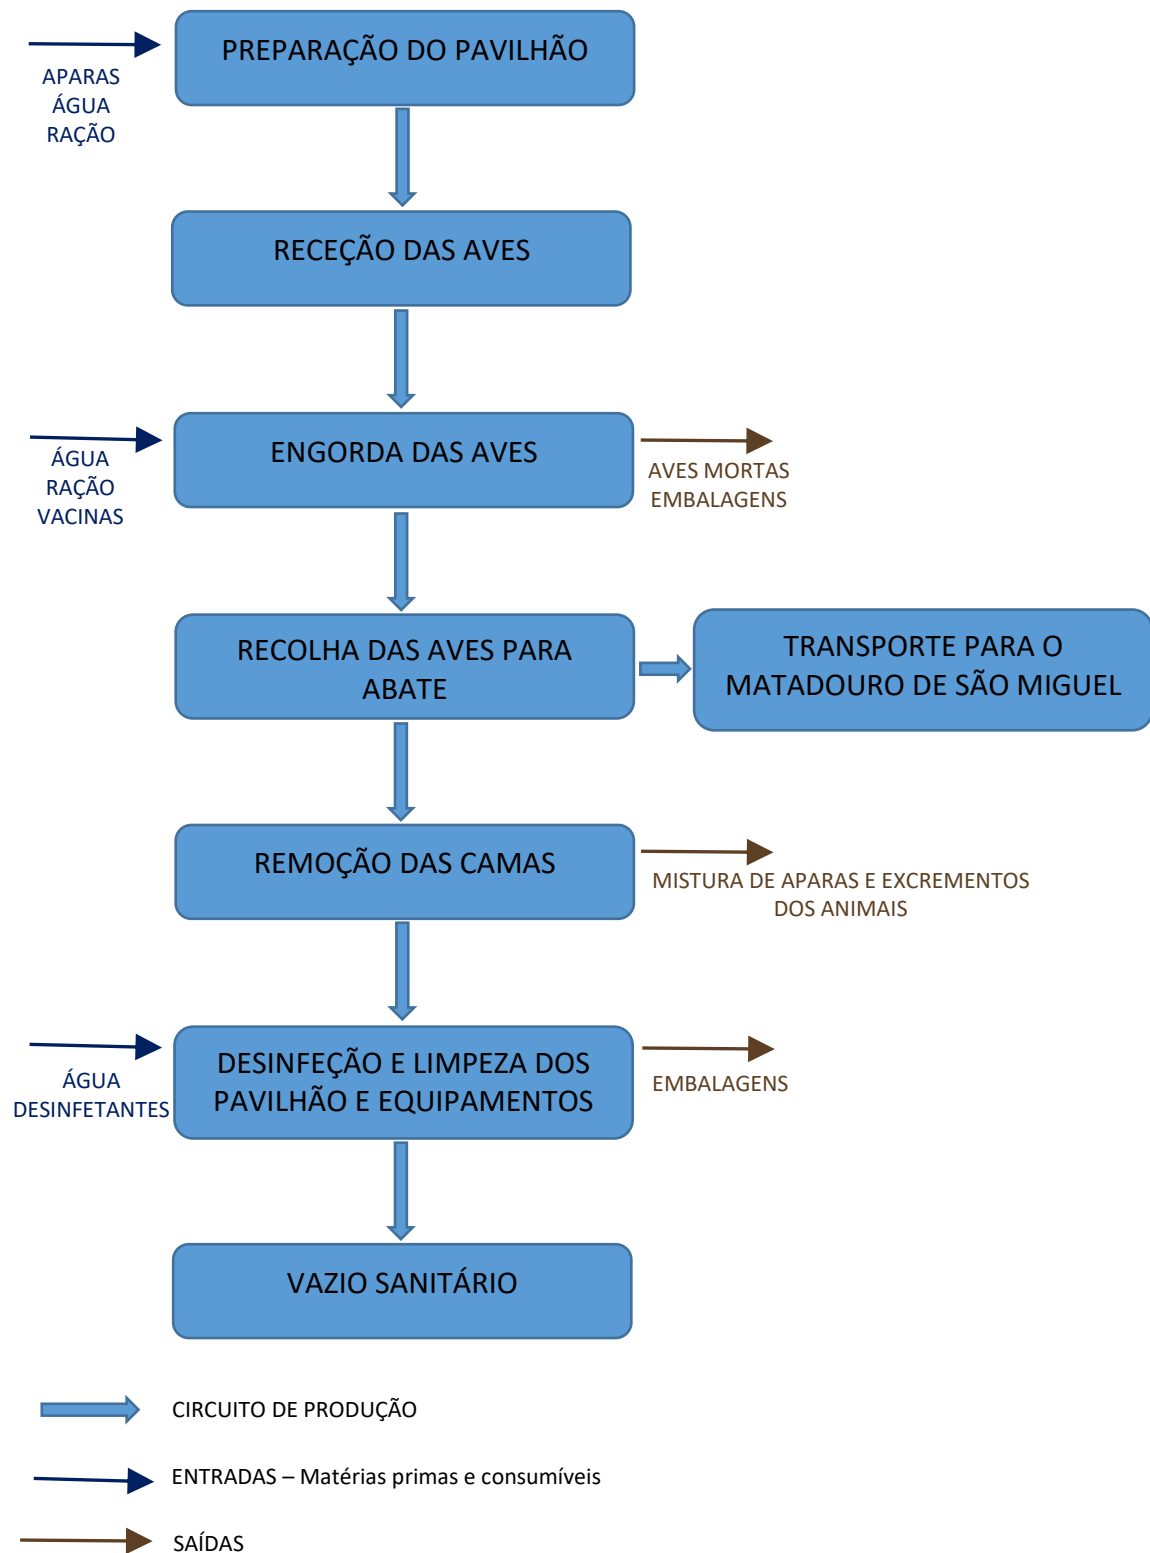 PREPARAÇÃO DO PAVILHÃO
APARAS
ÁGUA
RAÇÃO
RECEÇÃO DAS AVES
ENGORDA DAS AVES
ÁGUA
RAÇÃO
VACINAS
AVES MORTAS
EMBALAGENS
RECOLHA DAS AVES PARA
ABATE
TRANSPORTE PARA O
MATADOURO DE SÃO MIGUEL
REMOÇÃO DAS CAMAS
MISTURA DE APARAS E EXCREMENTOS
DOS ANIMAIS
DESINFEÇÃO E LIMPEZA DOS
PAVILHÃO E EQUIPAMENTOS
ÁGUA
DESINFETANTES
EMBALAGENS
VAZIO SANITÁRIO
CIRCUITO DE PRODUÇÃO
ENTRADAS – Matérias primas e consumíveis
SAÍDAS